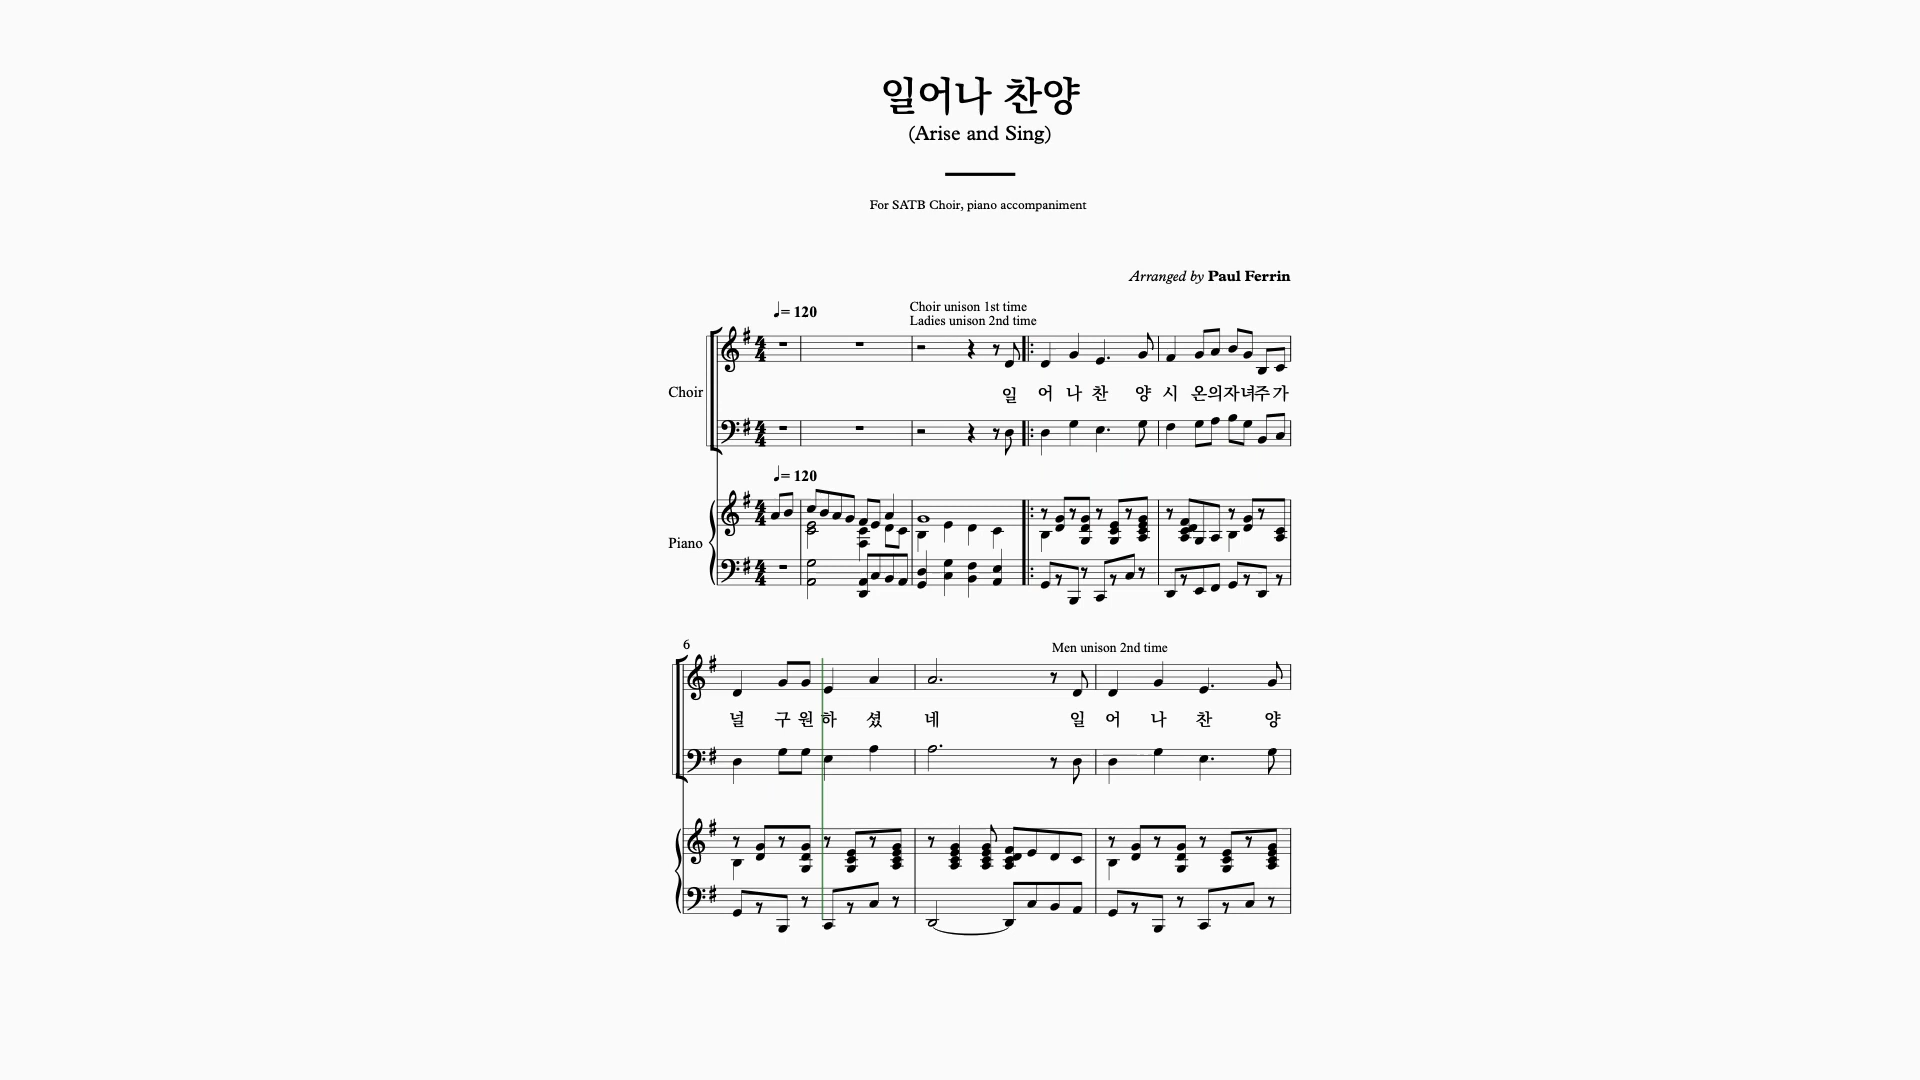 일어나 찬양
(Arise and Sing)
For SATB Choir, piano accompaniment
Arranged by Paul Ferrin
♩= 120
Choir unison 1st time
Ladies unison 2nd time
Choir
일 어 나 찬 양 시 온의자녀주가
♩= 120
Piano
6
Men unison 2nd time
널 구 원 하 셨 네 일 어 나 찬 양